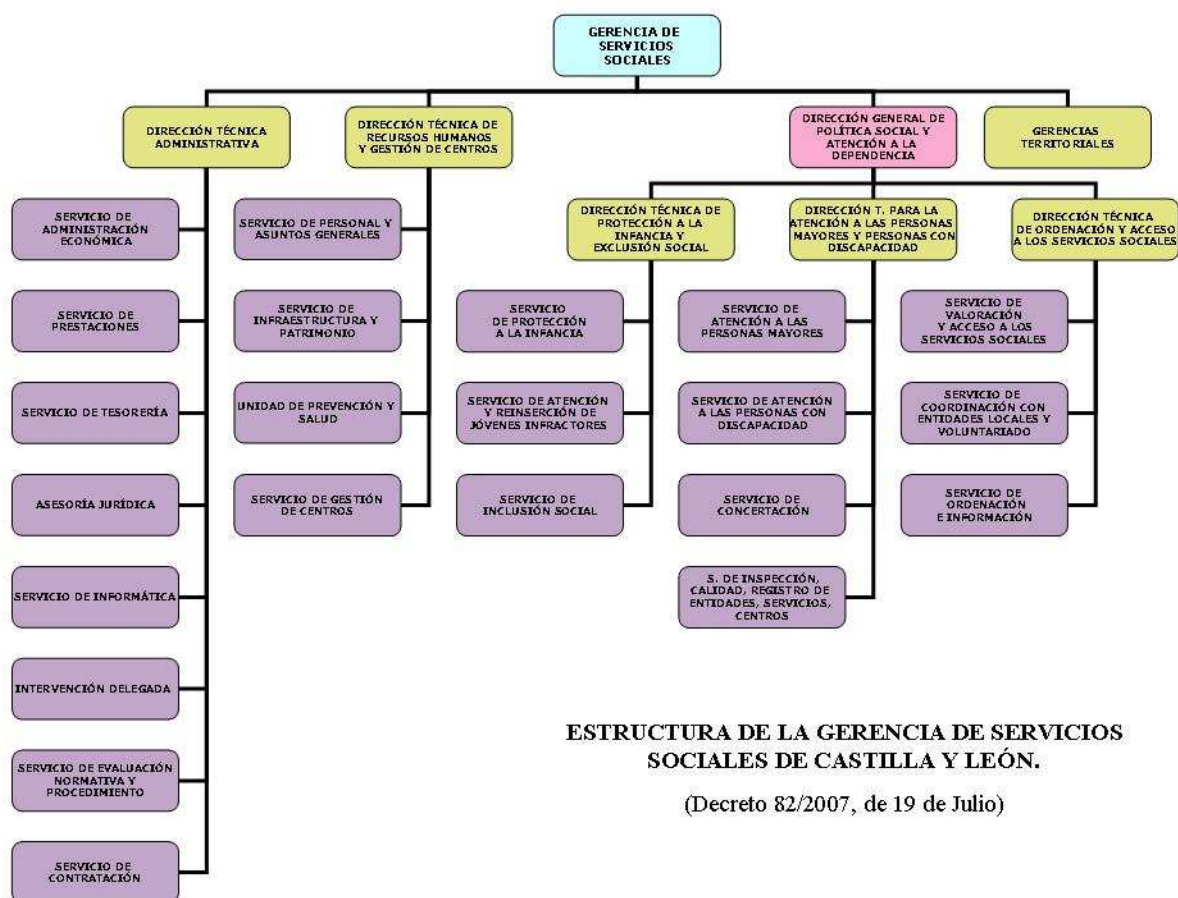 GERENCIA DE
SERVICIOS
SOCIALES
DIRECCIÓN TÉCNICA
ADMINISTRATIVA
DIRECCIÓN TÉCNICA DE
RECURSOS HUMANOS
Y GESTIÓN DE CENTROS
DIRECCIÓN GENERAL DE
POLÍTICA SOCIAL Y
ATENCIÓN A LA
DEPENDENCIA
GERENCIAS
TERRITORIALES
SERVICIO DE
ADMINISTRACIÓN
ECONÓMICA
SERVICIO DE
PRESTACIONES
SERVICIO DE TESORERÍA
ASESORÍA JURÍDICA
SERVICIO DE INFORMÁTICA
INTERVENCIÓN DELEGADA
SERVICIO DE EVALUACIÓN
NORMATIVA Y
PROCEDIMIENTO
SERVICIO DE
CONTRATACIÓN
SERVICIO DE PERSONAL Y
ASUNTOS GENERALES
SERVICIO DE
INFRAESTRUCTURA Y
PATRIMONIO
UNIDAD DE PREVENCIÓN Y
SALUD
SERVICIO DE GESTIÓN
DE CENTROS
DIRECCIÓN TÉCNICA DE
PROTECCIÓN A LA
INFANCIA Y
EXCLUSIÓN SOCIAL
SERVICIO
DE PROTECCIÓN
A LA INFANCIA
SERVICIO DE ATENCIÓN
Y REINSERCIÓN DE
JÓVENES INFRACTORES
SERVICIO DE
INCLUSIÓN SOCIAL
DIRECCIÓN T. PARA LA
ATENCIÓN A LAS PERSONAS
MAYORES Y PERSONAS CON
DISCAPACIDAD
SERVICIO DE
ATENCIÓN A LAS
PERSONAS MAYORES
SERVICIO DE ATENCIÓN
A LAS PERSONAS CON
DISCAPACIDAD
SERVICIO DE
CONCERTACIÓN
S. DE INSPECCIÓN,
CALIDAD, REGISTRO DE
ENTIDADES, SERVICIOS,
CENTROS
DIRECCIÓN TÉCNICA
DE ORDENACIÓN Y ACCESO
A LOS SERVICIOS SOCIALES
SERVICIO DE
VALORACIÓN
Y ACCESO A LOS
SERVICIOS SOCIALES
SERVICIO DE
COORDINACIÓN CON
ENTIDADES LOCALES Y
VOLUNTARIADO
SERVICIO DE
ORDENACIÓN
E INFORMACIÓN
ESTRUCTURA DE LA GERENCIA DE SERVICIOS
SOCIALES DE CASTILLA Y LEÓN.
(Decreto 82/2007, de 19 de Julio)